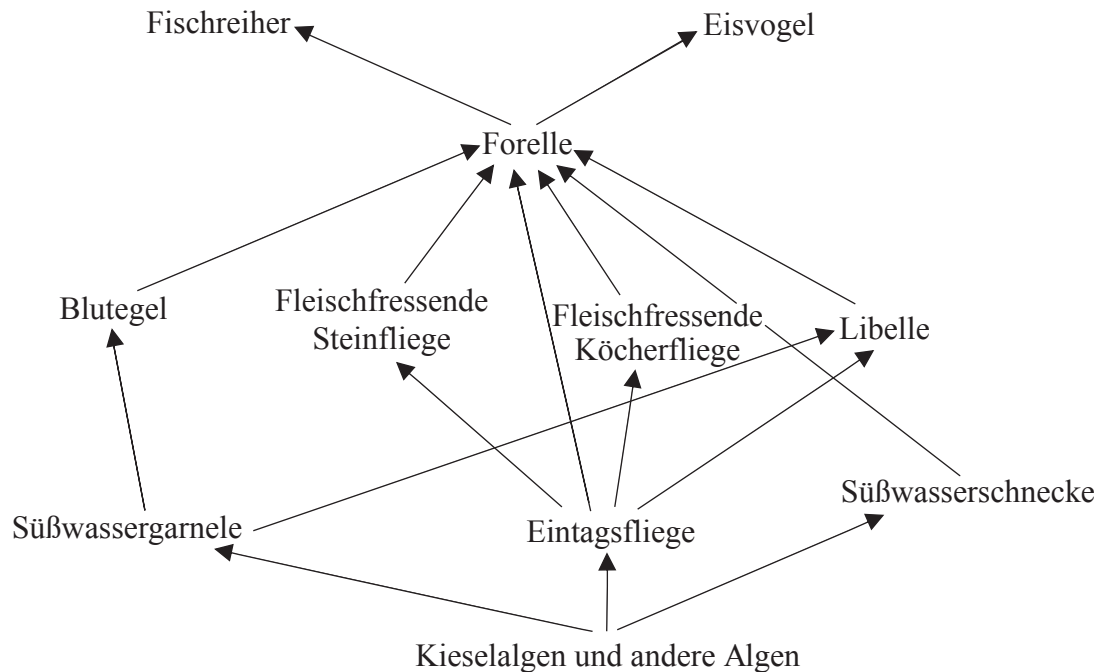 Fischreiher
Eisvogel
Forelle
Blutegel
Fleischfressende
Steinfliege
Fleischfressende
Köcherfliege
Libelle
Süßwassergarnele
Eintagsfliege
Süßwasserschnecke
Kieselalgen und andere Algen